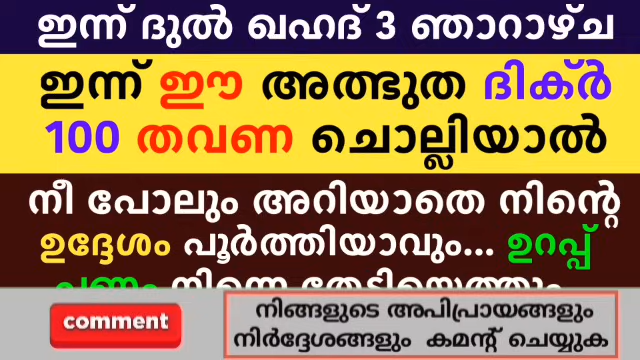 ഇന്ന് ദുൽ ഖഹദ് 3 ഞാറാഴ്ച
ഇന്ന് ഈ അത്ഭുത ദിക്ർ
100 തവണ ചൊല്ലിയാൽ
നീ പോലും അറിയാതെ നിന്റെ
ഉദ്ദേശം പൂർത്തിയാവും... ഉറപ്പ്
പണം നിന്നെ തേടിയെത്തും
comment
നിങ്ങളുടെ അപിപ്രായങ്ങളും
നിർദ്ദേശങ്ങളും കമന്റ് ചെയ്യുക